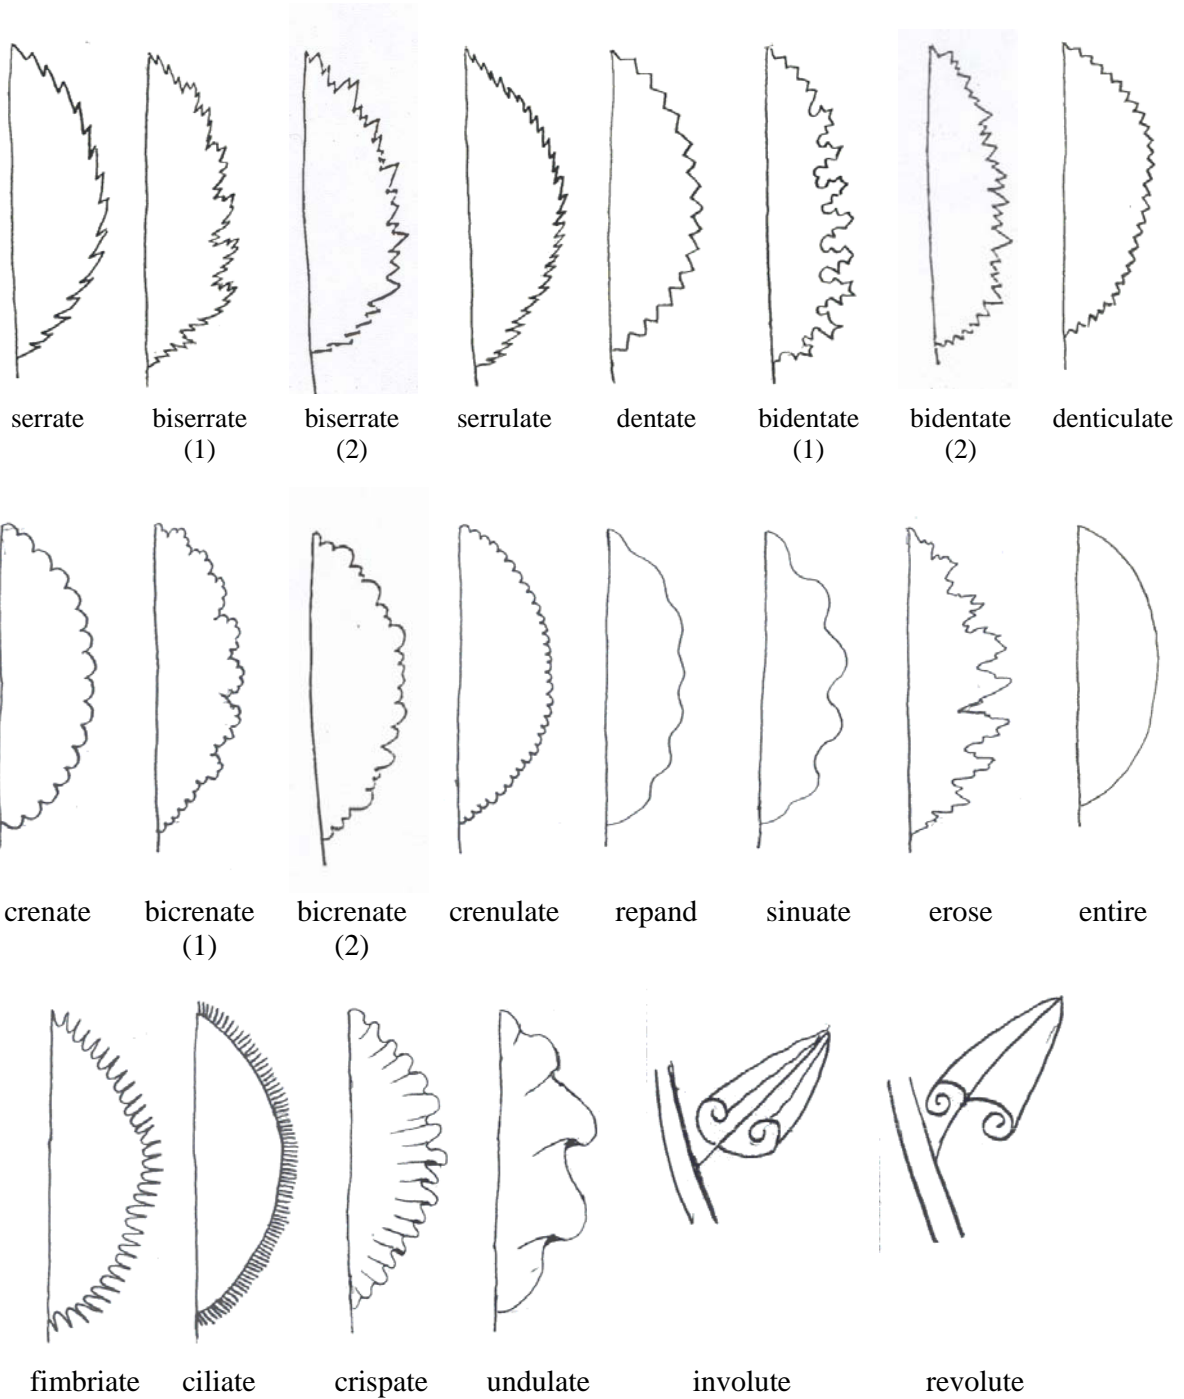 serrate biserrate biserrate serrulate dentate bidentate bidentate denticulate
(1) (2) (1) (2)
crenate bicrenate bicrenate crenulate repand sinuate erose entire
(1) (2)
fimbriate ciliate crispate undulate involute revolute